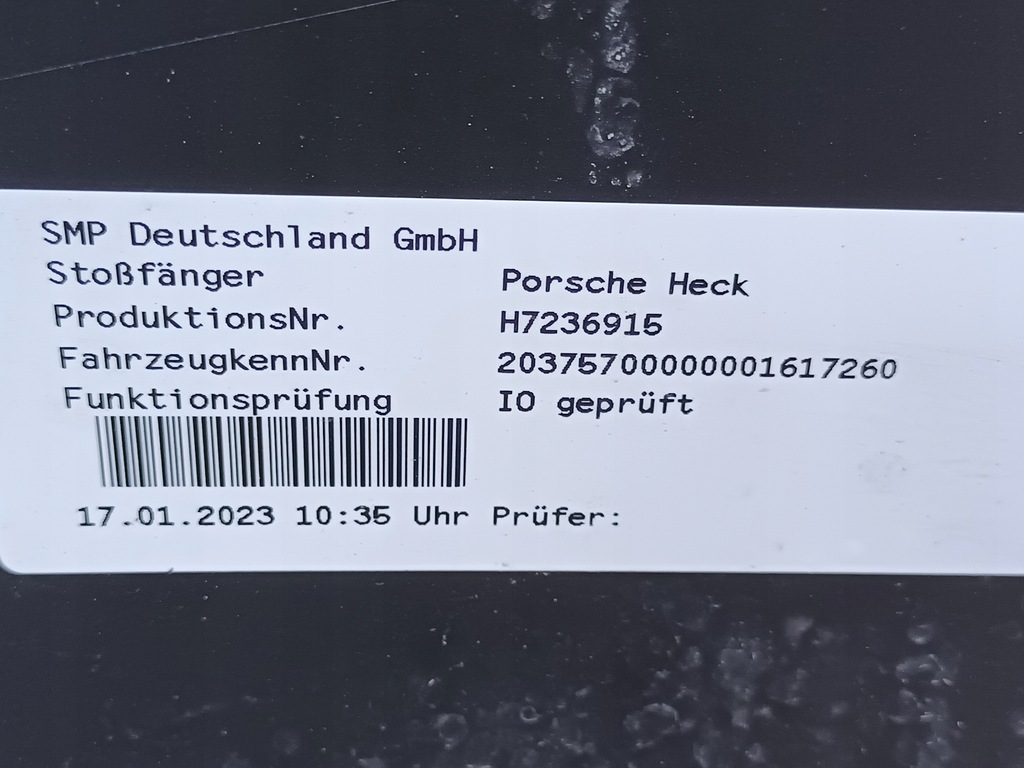 SMP Deutschland GmbH
Stoßfänger Porsche Heck
ProduktionsNr. H7236915
FahrzeugkennNr. 20375700000001617260
Funktionsprüfung IO geprüft
17.01.2023 10:35 Uhr Prüfer: